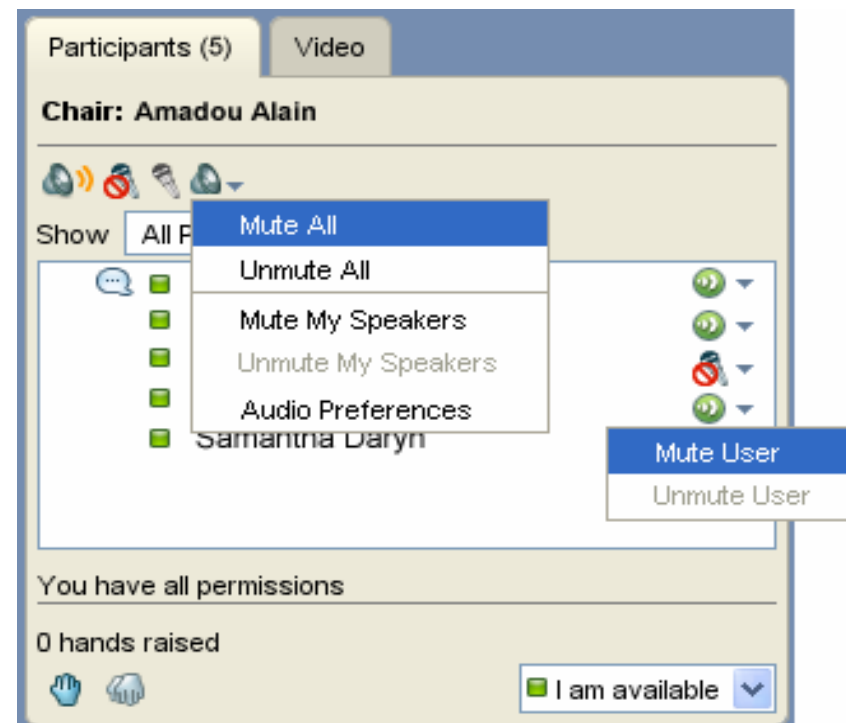 Participants (5) Video
Chair: Amadou Alain
Show All
Mute All
Unmute All
Mute My Speakers
Unmute My Speakers
Audio Preferences
Samantha Daryn
Mute User
Unmute User
You have all permissions
0 hands raised
I am available